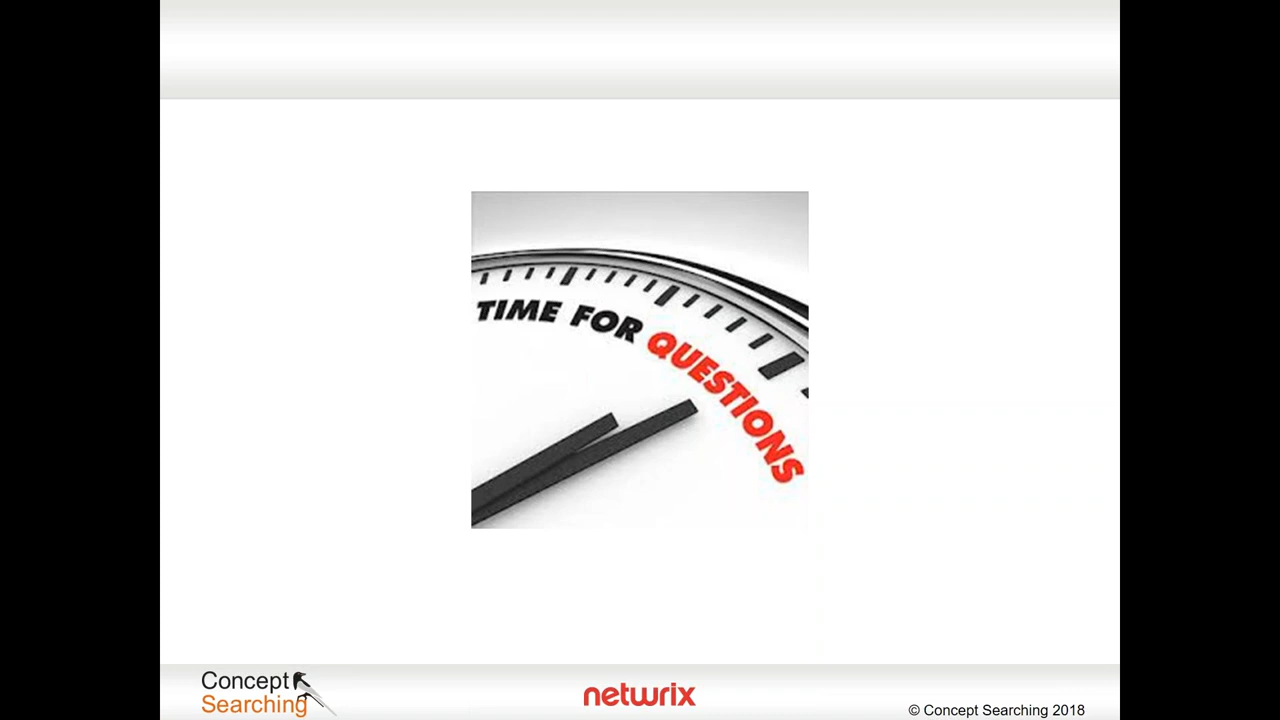 TIME FOR QUESTIONS
Concept
Searching
netwrix
© Concept Searching 2018